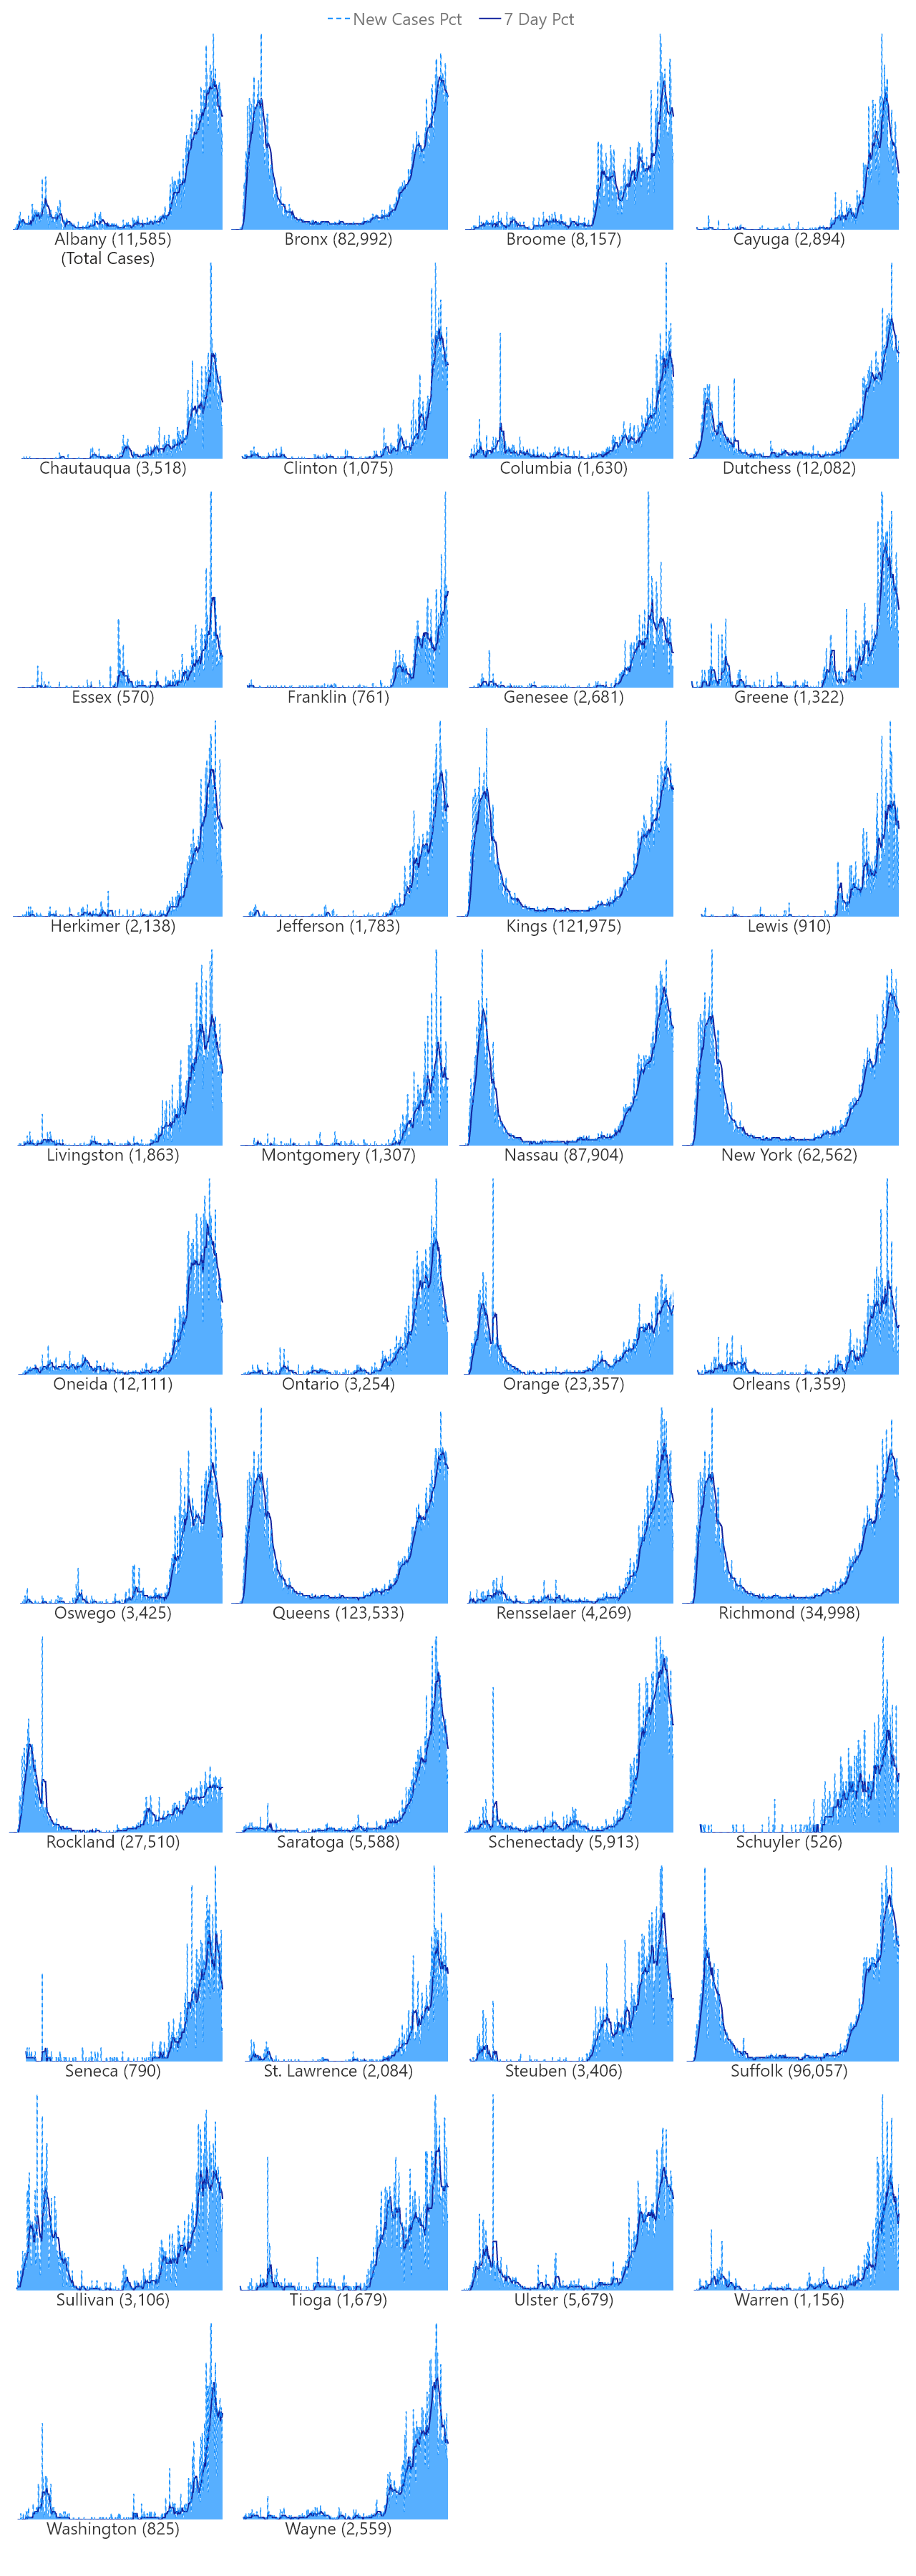 New Cases Pct 7 Day Pct
Albany (11,585) Bronx (82,992) Broome (8,157) Cayuga (2,894)
(Total Cases)
Chautauqua (3,518) Clinton (1,075) Columbia (1,630) Dutchess (12,082)
Essex (570) Franklin (761) Genesee (2,681) Greene (1,322)
Herkimer (2,138) Jefferson (1,783) Kings (121,975) Lewis (910)
Livingston (1,863) Montgomery (1,307) Nassau (87,904) New York (62,562)
Oneida (12,111) Ontario (3,254) Orange (23,357) Orleans (1,359)
Oswego (3,425) Queens (123,533) Rensselaer (4,269) Richmond (34,998)
Rockland (27,510) Saratoga (5,588) Schenectady (5,913) Schuyler (526)
Seneca (790) St. Lawrence (2,084) Steuben (3,406) Suffolk (96,057)
Sullivan (3,106) Tioga (1,679) Ulster (5,679) Warren (1,156)
Washington (825) Wayne (2,559)